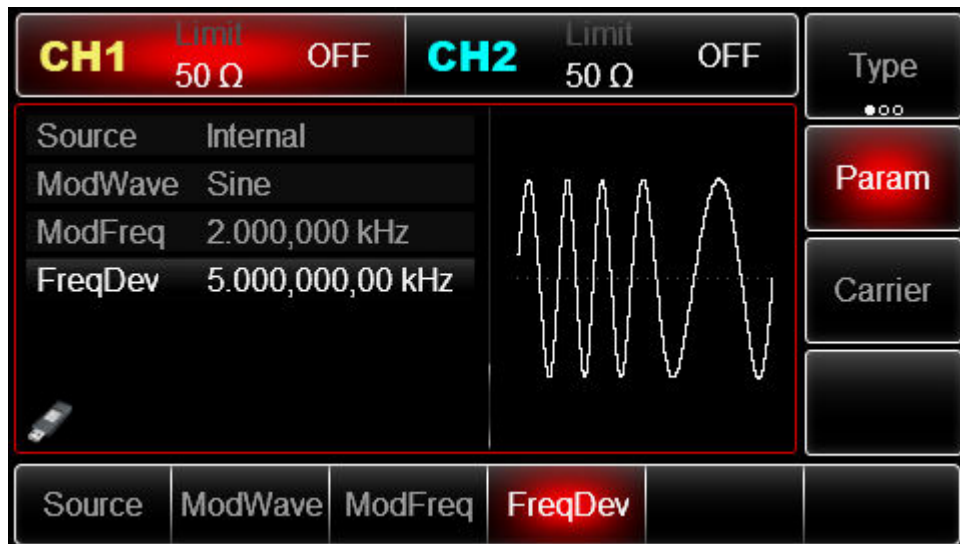 CH1 Limit 50 Ω OFF CH2 Limit 50 Ω OFF
Type
Source Internal
ModWave Sine
ModFreq 2.000,000 kHz
FreqDev 5.000,000,00 kHz
Param
Carrier
Source ModWave ModFreq FreqDev